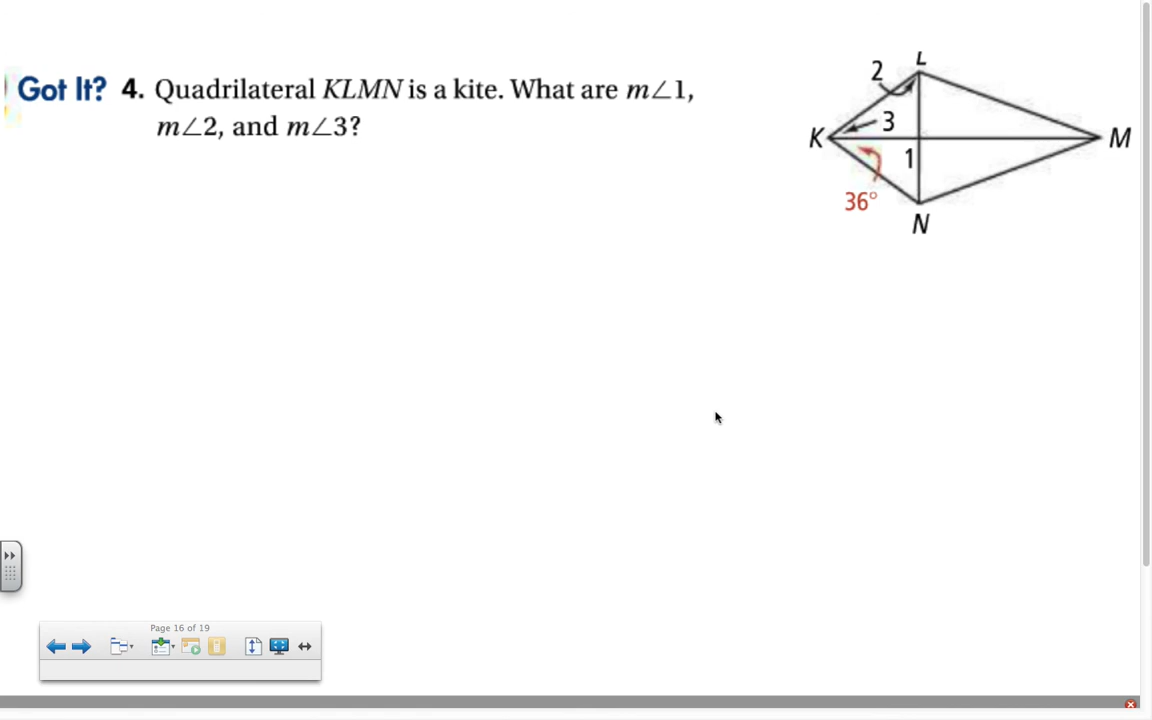 Got It? 4. Quadrilateral KLMN is a kite. What are m∠1,
m∠2, and m∠3?
L
2
3
K
M
1
36°
N
Page 16 of 19